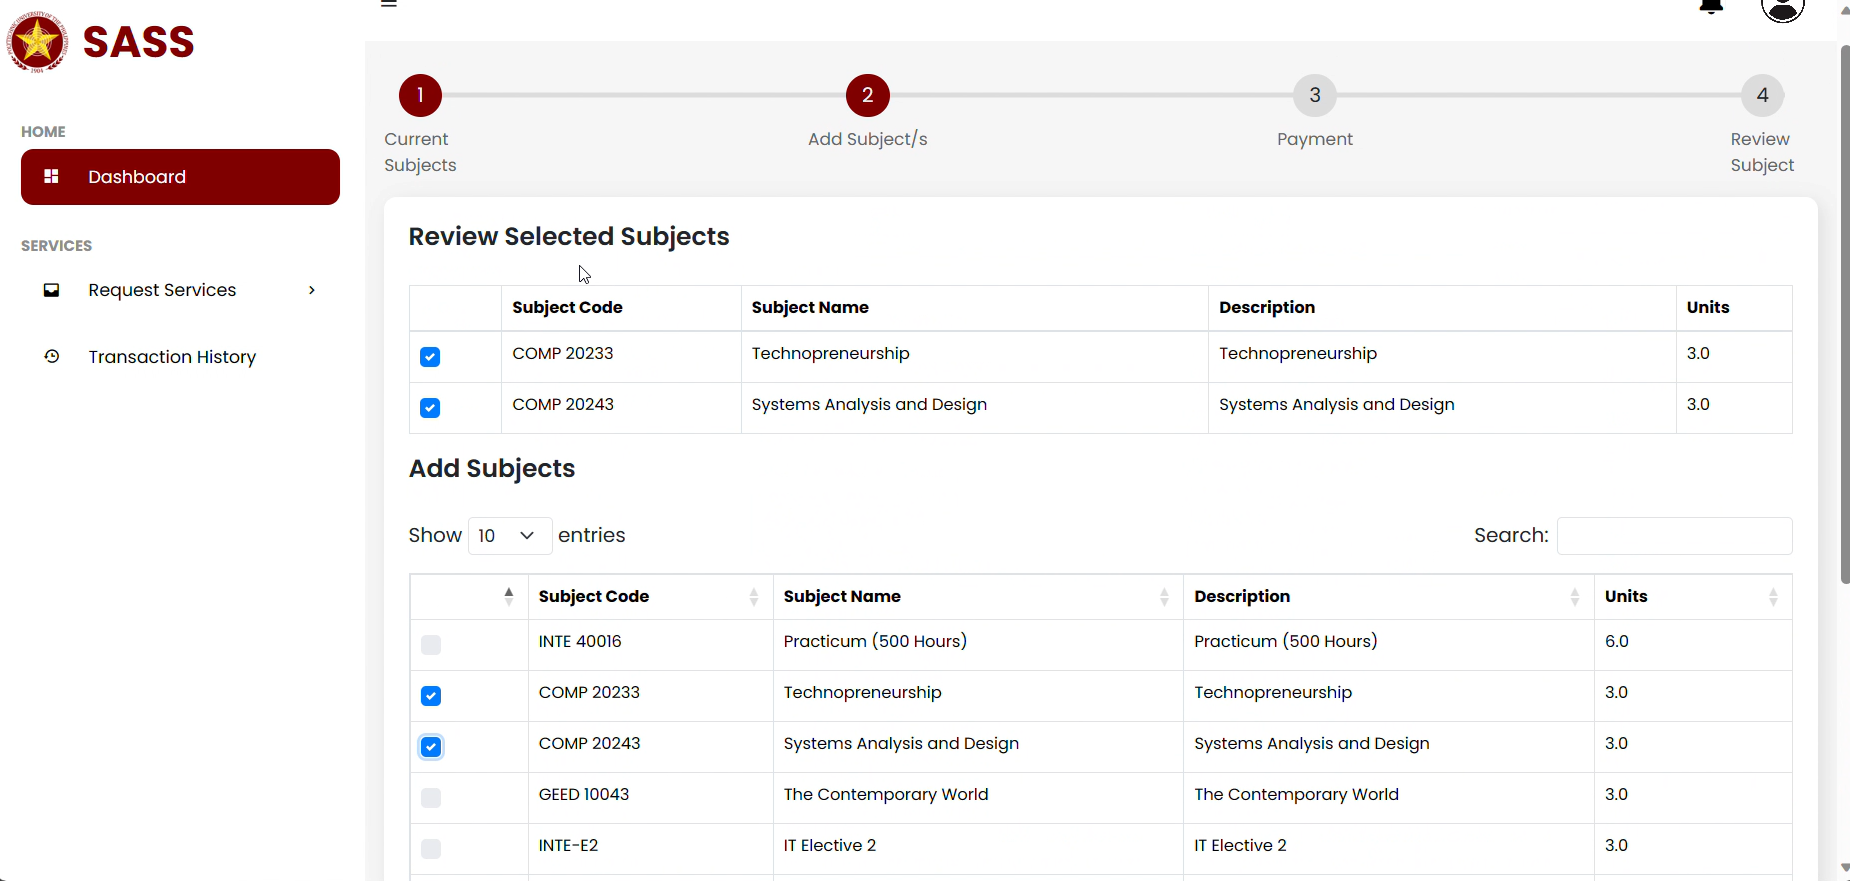 SASS
HOME
Dashboard
SERVICES
Request Services
Transaction History
1
2
3
4
Current
Subjects
Add Subject/s
Payment
Review
Subject
Review Selected Subjects
Subject Code Subject Name Description Units
COMP 20233 Technopreneurship Technopreneurship 3.0
COMP 20243 Systems Analysis and Design Systems Analysis and Design 3.0
Add Subjects
Show 10 entries Search:
Subject Code Subject Name Description Units
INTE 40016 Practicum (500 Hours) Practicum (500 Hours) 6.0
COMP 20233 Technopreneurship Technopreneurship 3.0
COMP 20243 Systems Analysis and Design Systems Analysis and Design 3.0
GEED 10043 The Contemporary World The Contemporary World 3.0
INTE-E2 IT Elective 2 IT Elective 2 3.0